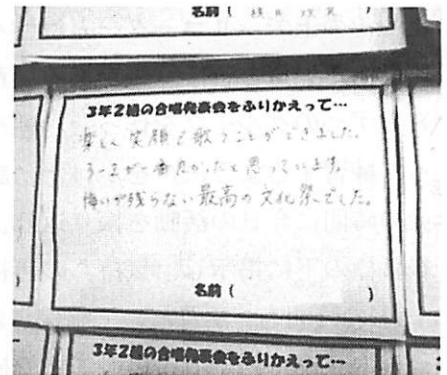 名前(
)
3年2組の合唱発表会をふりかえって…
楽しく笑顔で歌うことができました。
3-2が一番良かったと思っています。
悔いが残らない最高の文化祭でした。
名前(
)
3年2組の合唱発表会をふりかえって…